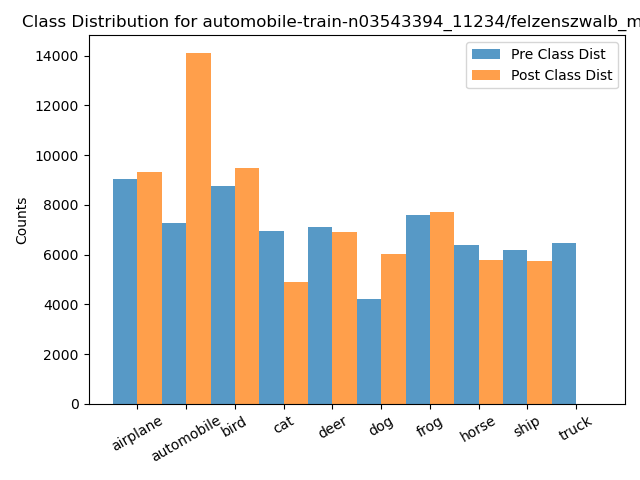 Class Distribution for automobile-train-n03543394_11234/felzenszwalb_m
Pre Class Dist
Post Class Dist
Counts
14000
12000
10000
8000
6000
4000
2000
0
airplane
automobile
bird
cat
deer
dog
frog
horse
ship
truck